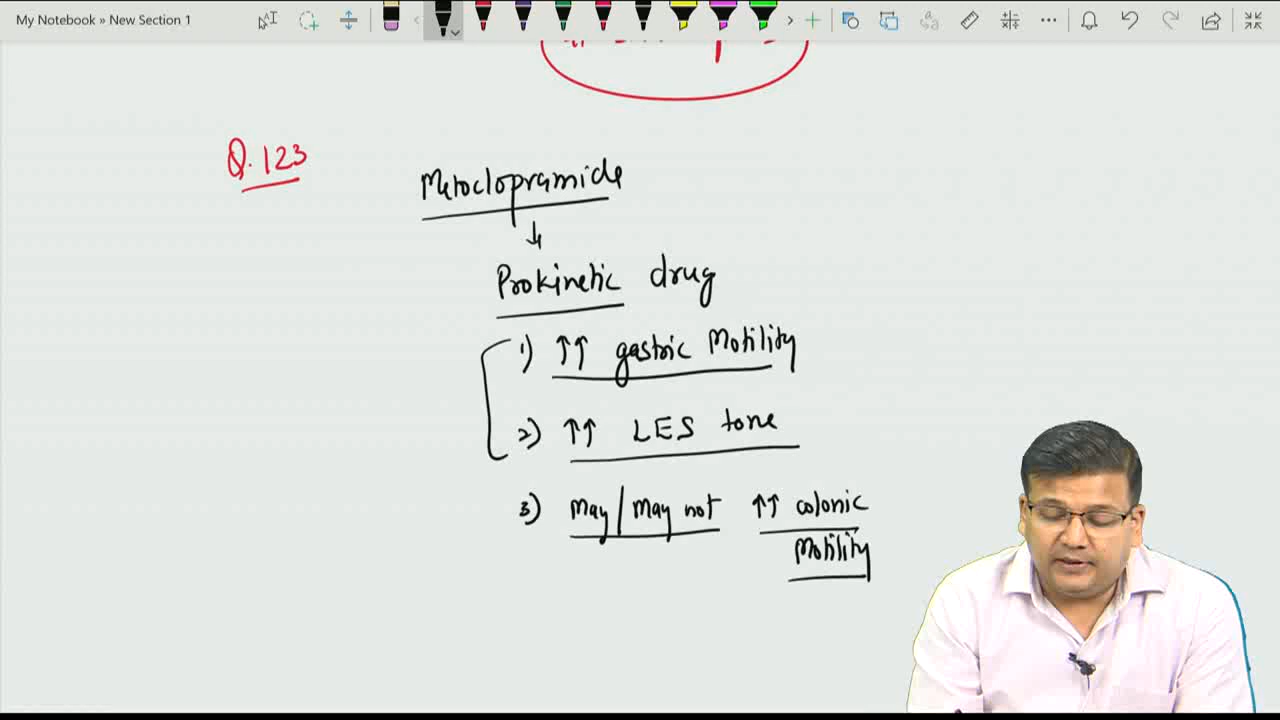 My Notebook » New Section 1
Q. 123
Metoclopramide
↓
Prokinetic drug
1) ↑↑ gastric Motility
2) ↑↑ LES tone
3) May/May not ↑↑ colonic
Motility